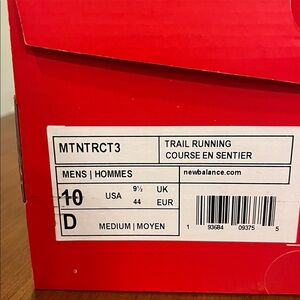 MTNTRCT3
TRAIL RUNNING
COURSE EN SENTIER
MENS | HOMMES
newbalance.com
10 USA 9½ UK
44 EUR
D MEDIUM | MOYEN
1 93684 09375 5